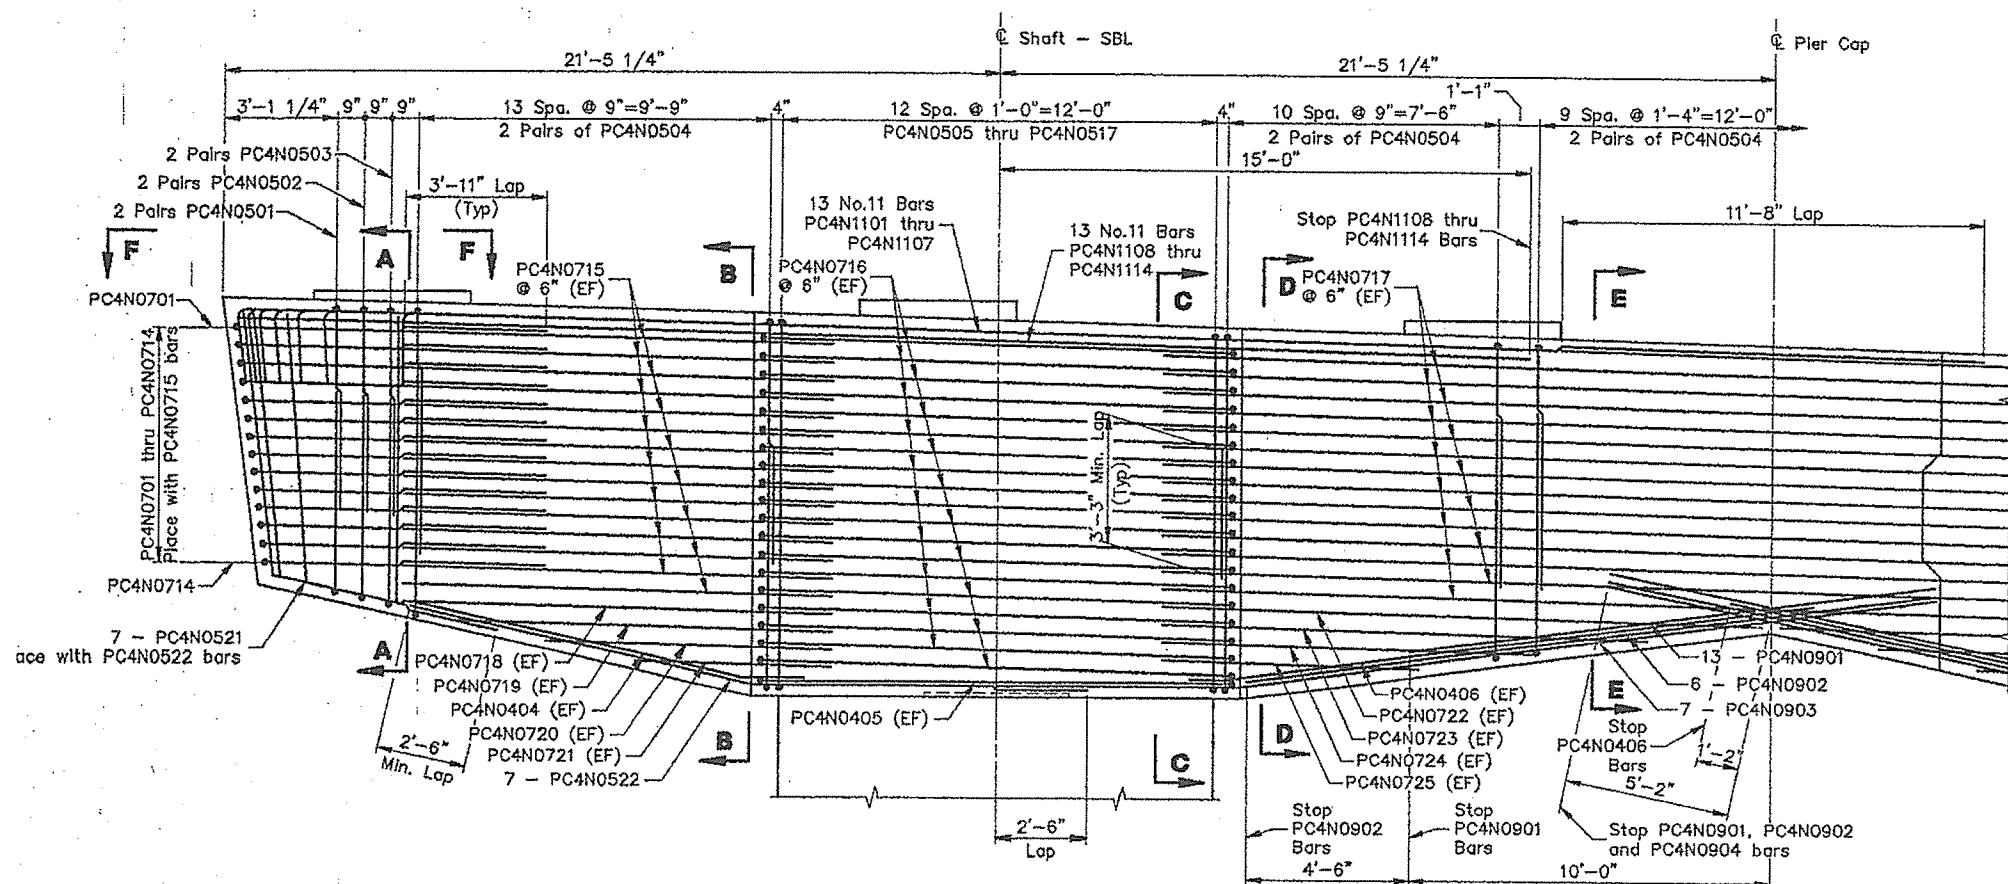 ℄ Shaft - SBL
℄ Pier Cap
21'-5 1/4"
21'-5 1/4"
3'-1 1/4"
9"
9"
9"
13 Spa. @ 9"=9'-9"
2 Pairs of PC4N0504
4"
12 Spa. @ 1'-0"=12'-0"
PC4N0505 thru PC4N0517
4"
10 Spa. @ 9"=7'-6"
2 Pairs of PC4N0504
1'-1"
9 Spa. @ 1'-4"=12'-0"
2 Pairs of PC4N0504
15'-0"
2 Pairs PC4N0503
2 Pairs PC4N0502
2 Pairs PC4N0501
3'-11" Lap
(Typ)
13 No.11 Bars
PC4N1101 thru
PC4N1107
13 No.11 Bars
PC4N1108 thru
PC4N1114
Stop PC4N1108 thru
PC4N1114 Bars
11'-8" Lap
F
A
F
B
C
D
E
PC4N0715
@ 6" (EF)
PC4N0716
@ 6" (EF)
PC4N0717
@ 6" (EF)
PC4N0701
PC4N0701 thru PC4N0714
Place with PC4N0715 bars
PC4N0714
3'-3" Min. Lap
(Typ)
7 - PC4N0521
ace with PC4N0522 bars
A
PC4N0718 (EF)
PC4N0719 (EF)
PC4N0404 (EF)
PC4N0720 (EF)
PC4N0721 (EF)
7 - PC4N0522
2'-6"
Min. Lap
B
PC4N0405 (EF)
C
D
PC4N0406 (EF)
PC4N0722 (EF)
PC4N0723 (EF)
PC4N0724 (EF)
PC4N0725 (EF)
13 - PC4N0901
6 - PC4N0902
7 - PC4N0903
E
Stop
PC4N0406
Bars
1'-2"
5'-2"
2'-6"
Lap
Stop
PC4N0902
Bars
Stop
PC4N0901
Bars
Stop PC4N0901, PC4N0902
and PC4N0904 bars
4'-6"
10'-0"